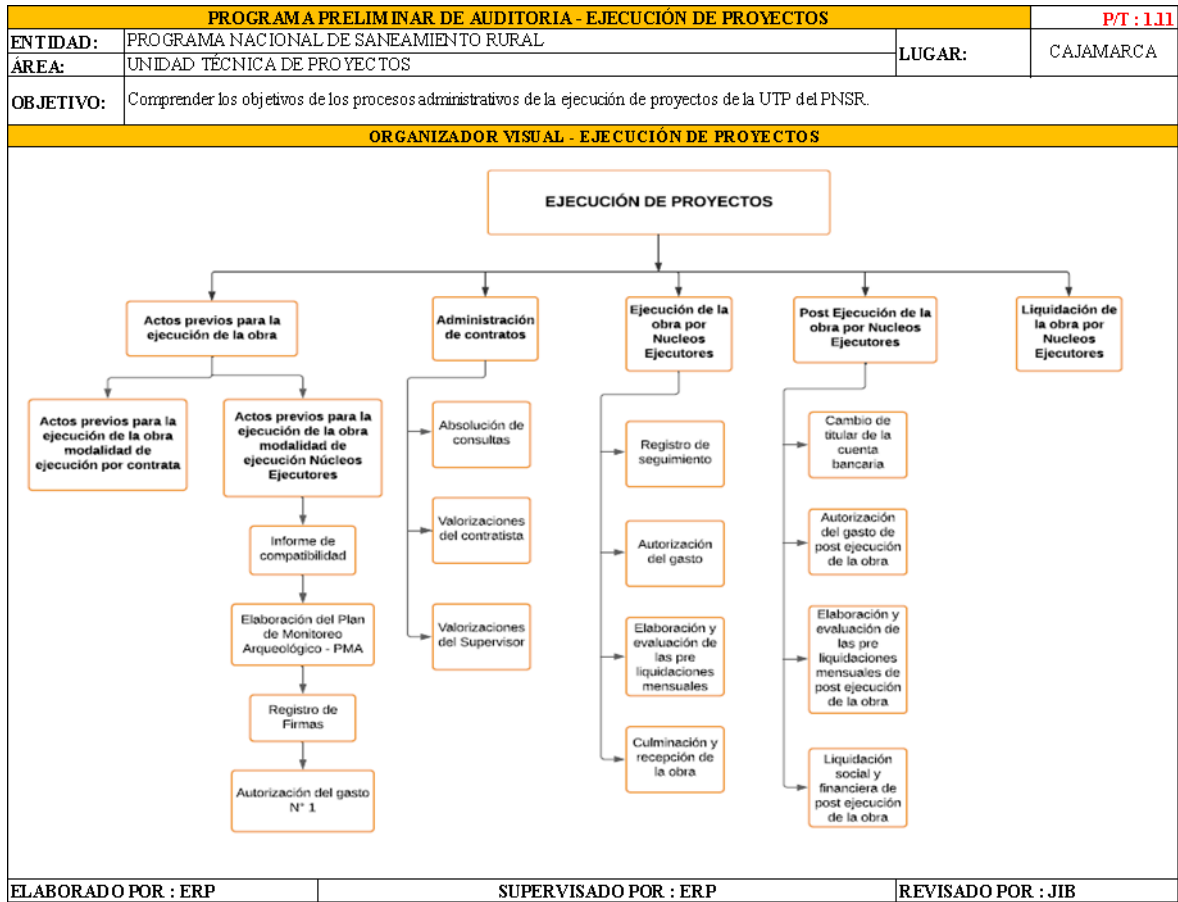 PROGRAMA PRELIMINAR DE AUDITORIA - EJECUCIÓN DE PROYECTOS
P/T : 1.11
ENTIDAD:
PROGRAMA NACIONAL DE SANEAMIENTO RURAL
LUGAR:
CAJAMARCA
ÁREA:
UNIDAD TÉCNICA DE PROYECTOS
OBJETIVO:
Comprender los objetivos de los procesos administrativos de la ejecución de proyectos de la UTP del PNSR.
ORGANIZADOR VISUAL - EJECUCIÓN DE PROYECTOS
EJECUCIÓN DE PROYECTOS
Actos previos para la
ejecución de la obra
Administración
de contratos
Ejecución de la
obra por
Nucleos
Ejecutores
Post Ejecución de la
obra por Nucleos
Ejecutores
Liquidación de
la obra por
Nucleos
Ejecutores
Actos previos para la
ejecución de la obra
modalidad de
ejecución por contrata
Actos previos para la
ejecución de la obra
modalidad de
ejecución Núcleos
Ejecutores
Informe de
compatibilidad
Elaboración del Plan
de Monitoreo
Arqueológico - PMA
Registro de
Firmas
Autorización del gasto
N° 1
Absolución de
consultas
Valorizaciones
del contratista
Valorizaciones
del Supervisor
Registro de
seguimiento
Autorización
del gasto
Elaboración y
evaluación de
las pre
liquidaciones
mensuales
Culminación y
recepción de
la obra
Cambio de
titular de la
cuenta
bancaria
Autorización
del gasto de
post ejecución
de la obra
Elaboración y
evaluación de
las pre
liquidaciones
mensuales de
post ejecución
de la obra
Liquidación
social y
financiera de
post ejecución
de la obra
ELABORADO POR : ERP
SUPERVISADO POR : ERP
REVISADO POR : JIB